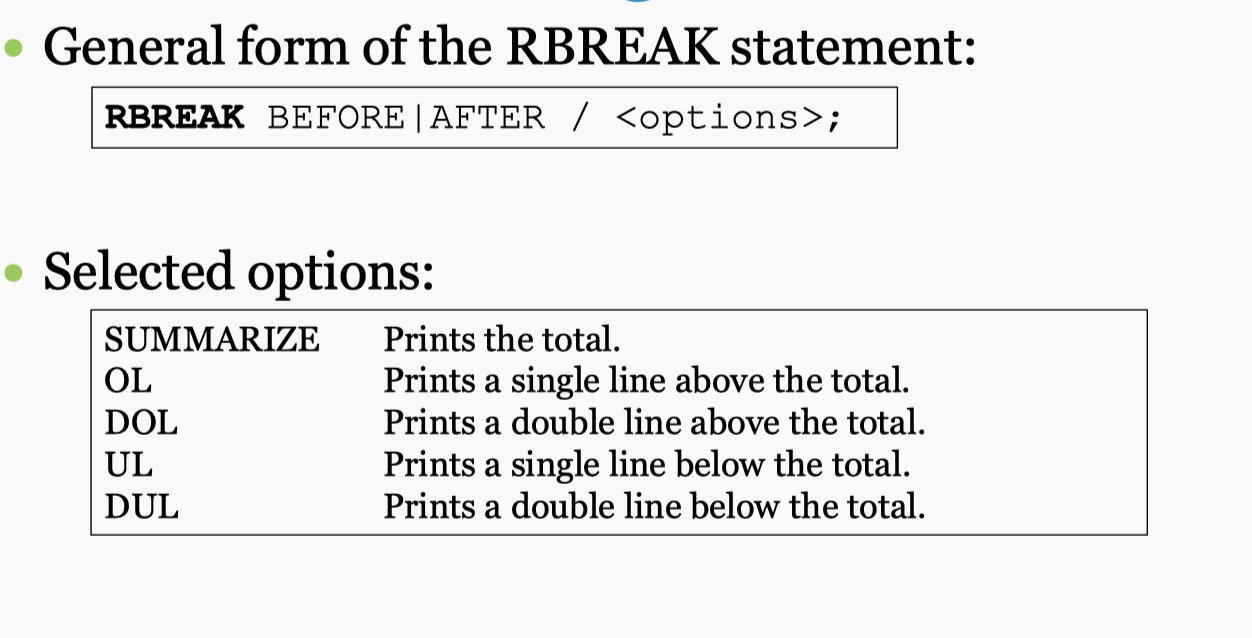 • General form of the RBREAK statement:
RBREAK BEFORE|AFTER / <options>;
• Selected options:
SUMMARIZE Prints the total.
OL Prints a single line above the total.
DOL Prints a double line above the total.
UL Prints a single line below the total.
DUL Prints a double line below the total.